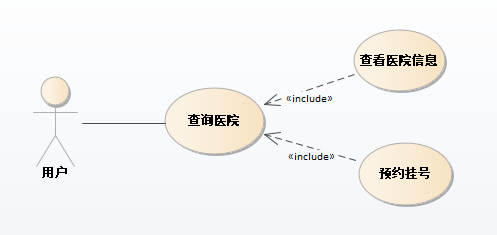 查看医院信息
«include»
查询医院
«include»
用户
预约挂号